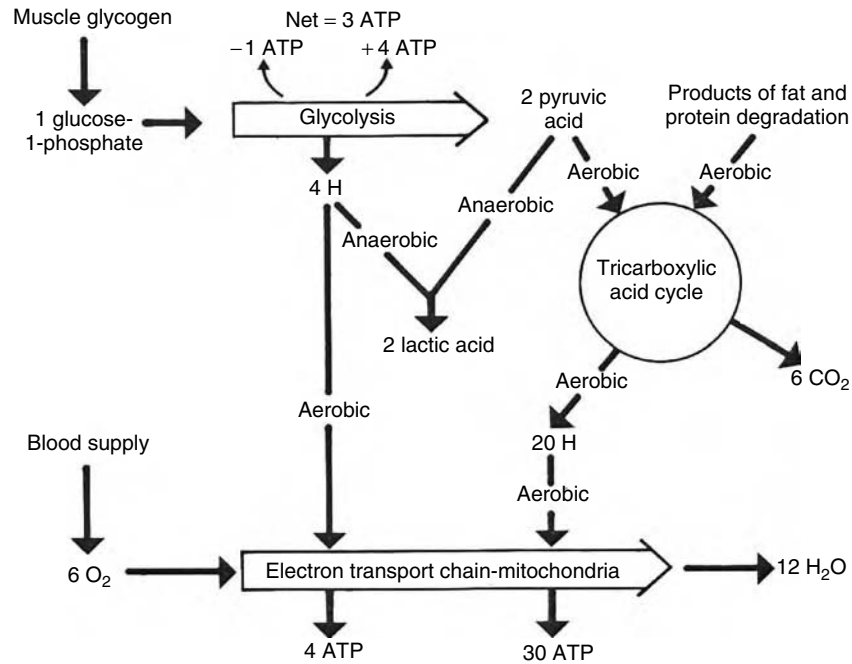 Muscle glycogen
Net = 3 ATP
−1 ATP
+4 ATP
1 glucose-
1-phosphate
Glycolysis
2 pyruvic
acid
Products of fat and
protein degradation
4 H
Anaerobic
Anaerobic
Aerobic
Aerobic
Tricarboxylic
acid cycle
2 lactic acid
6 CO₂
Aerobic
Aerobic
Blood supply
20 H
Aerobic
6 O₂
Electron transport chain-mitochondria
12 H₂O
4 ATP
30 ATP